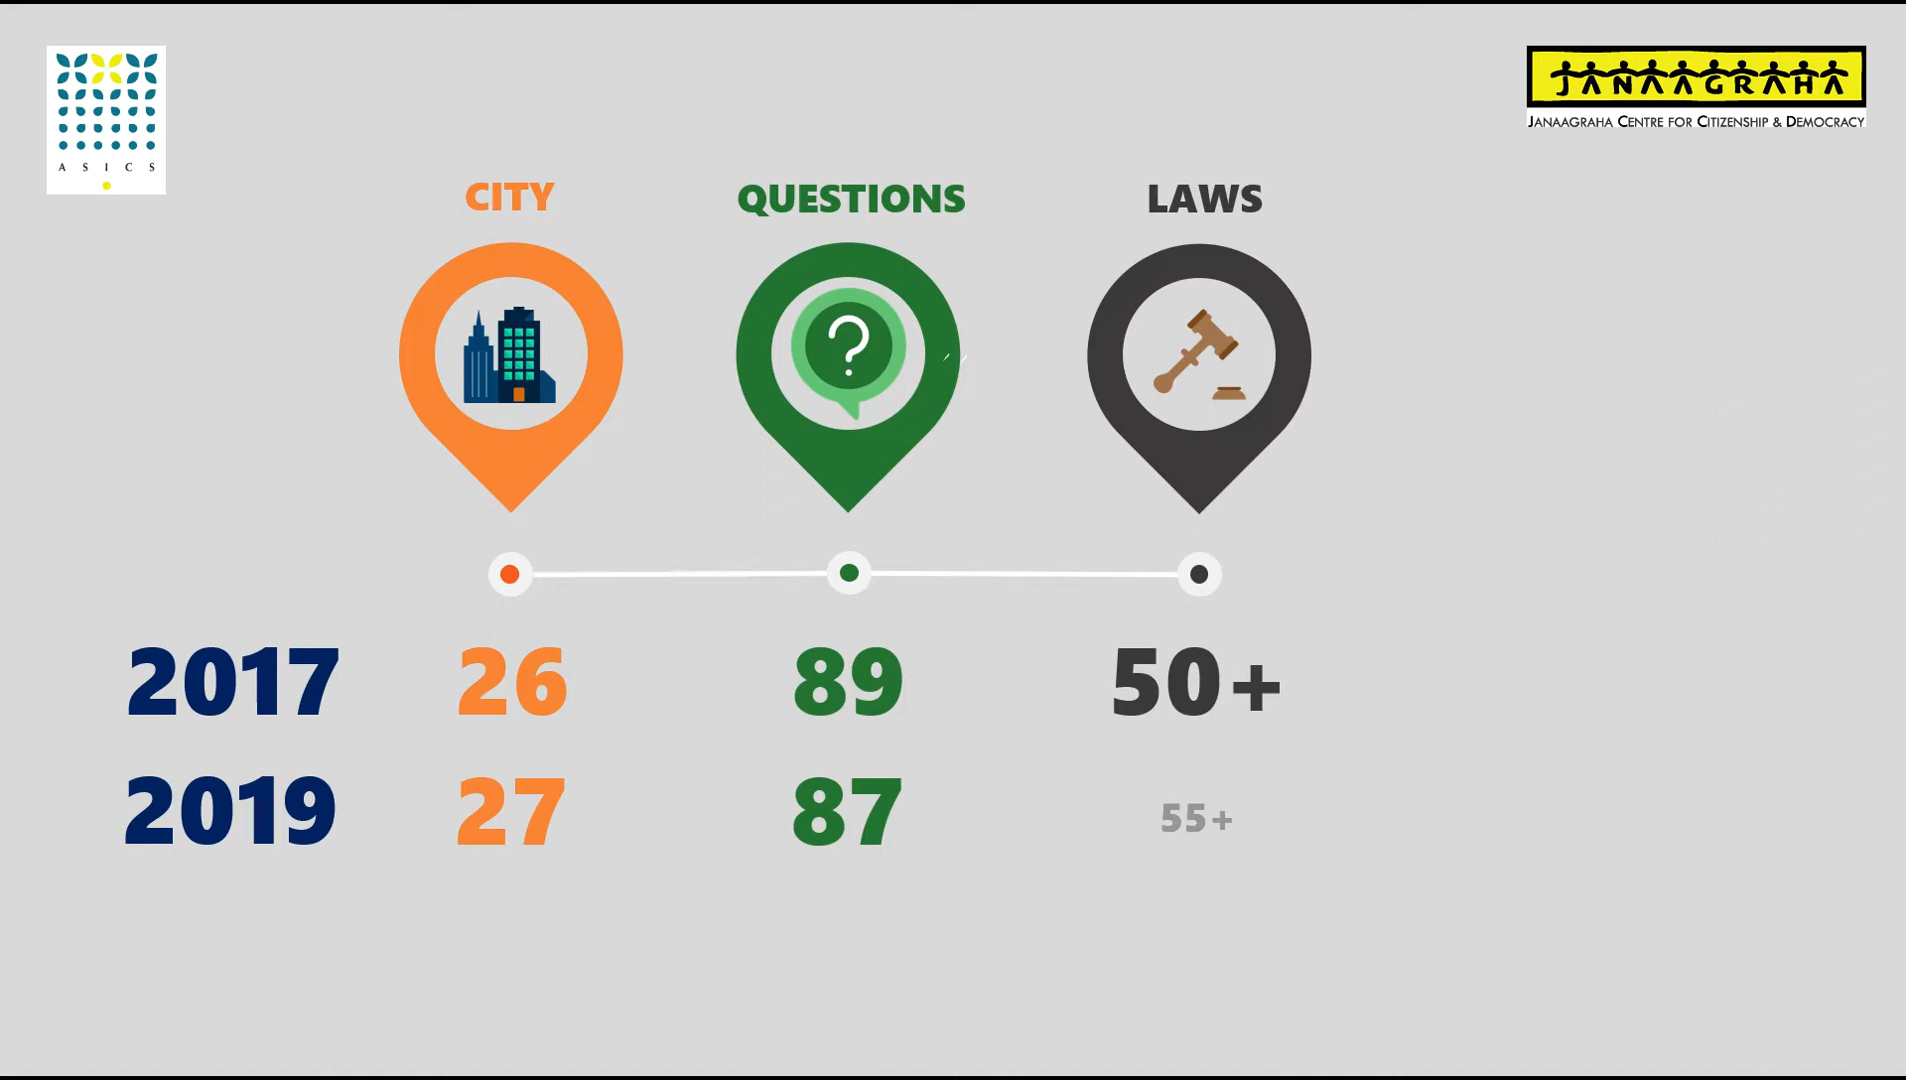 A S I C S
JANAAGRAHA
JANAAGRAHA CENTRE FOR CITIZENSHIP & DEMOCRACY
CITY QUESTIONS LAWS
?
2017 26 89 50+
2019 27 87 55+